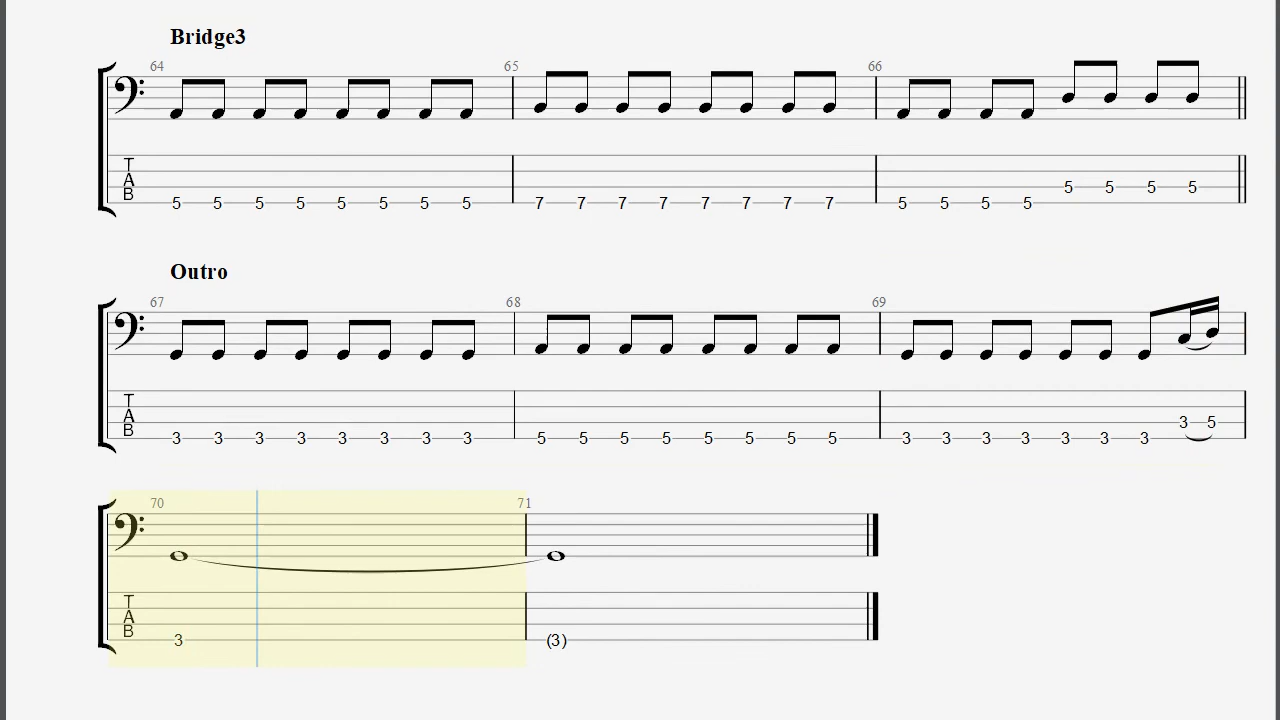 Bridge3
64 65 66
T
A
B
5 5 5 5 5 5 5 5 7 7 7 7 7 7 7 7 5 5 5 5 5 5 5 5
Outro
67 68 69
T
A
B
3 3 3 3 3 3 3 3 5 5 5 5 5 5 5 5 3 3 3 3 3 3 3 3 5
70 71
T
A
B
3 (3)